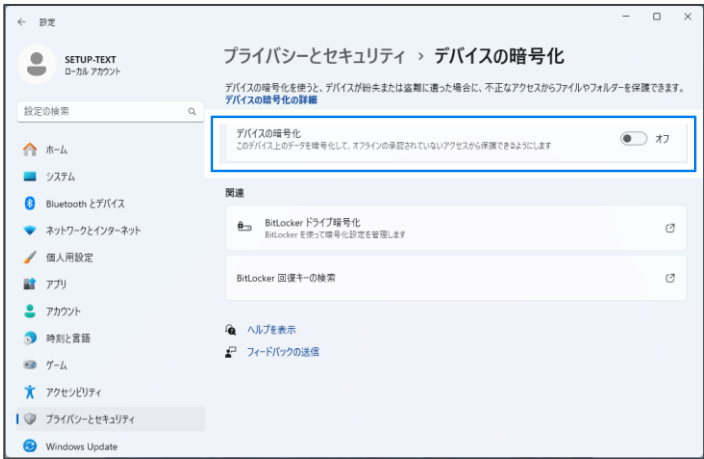 設定
SETUP-TEXT
ローカル アカウント
設定の検索
ホーム
システム
Bluetooth とデバイス
ネットワークとインターネット
個人用設定
アプリ
アカウント
時刻と言語
ゲーム
アクセシビリティ
プライバシーとセキュリティ
Windows Update
プライバシーとセキュリティ › デバイスの暗号化
デバイスの暗号化を使うと、デバイスが紛失または盗難に遭った場合に、不正なアクセスからファイルやフォルダーを保護できます。
デバイスの暗号化の詳細
デバイスの暗号化
このデバイス上のデータを暗号化して、オフラインの承認されていないアクセスから保護できるようにします
オフ
関連
BitLocker ドライブ暗号化
BitLocker を使って暗号化設定を管理します
BitLocker 回復キーの検索
ヘルプを表示
フィードバックの送信